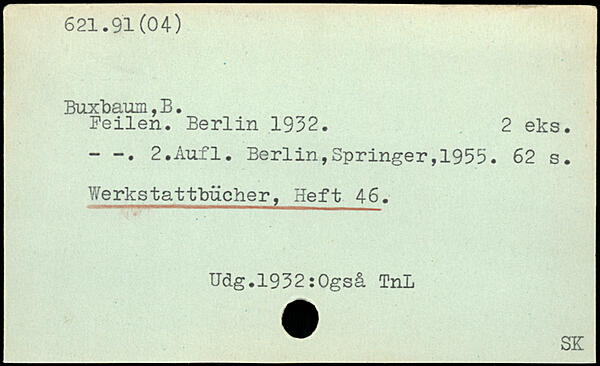 621.91(04)
Buxbaum,B.
Feilen. Berlin 1932. 2 eks.
- -. 2.Aufl. Berlin,Springer,1955. 62 s.
Werkstattbücher, Heft 46.
Udg.1932:Også TnL
SK